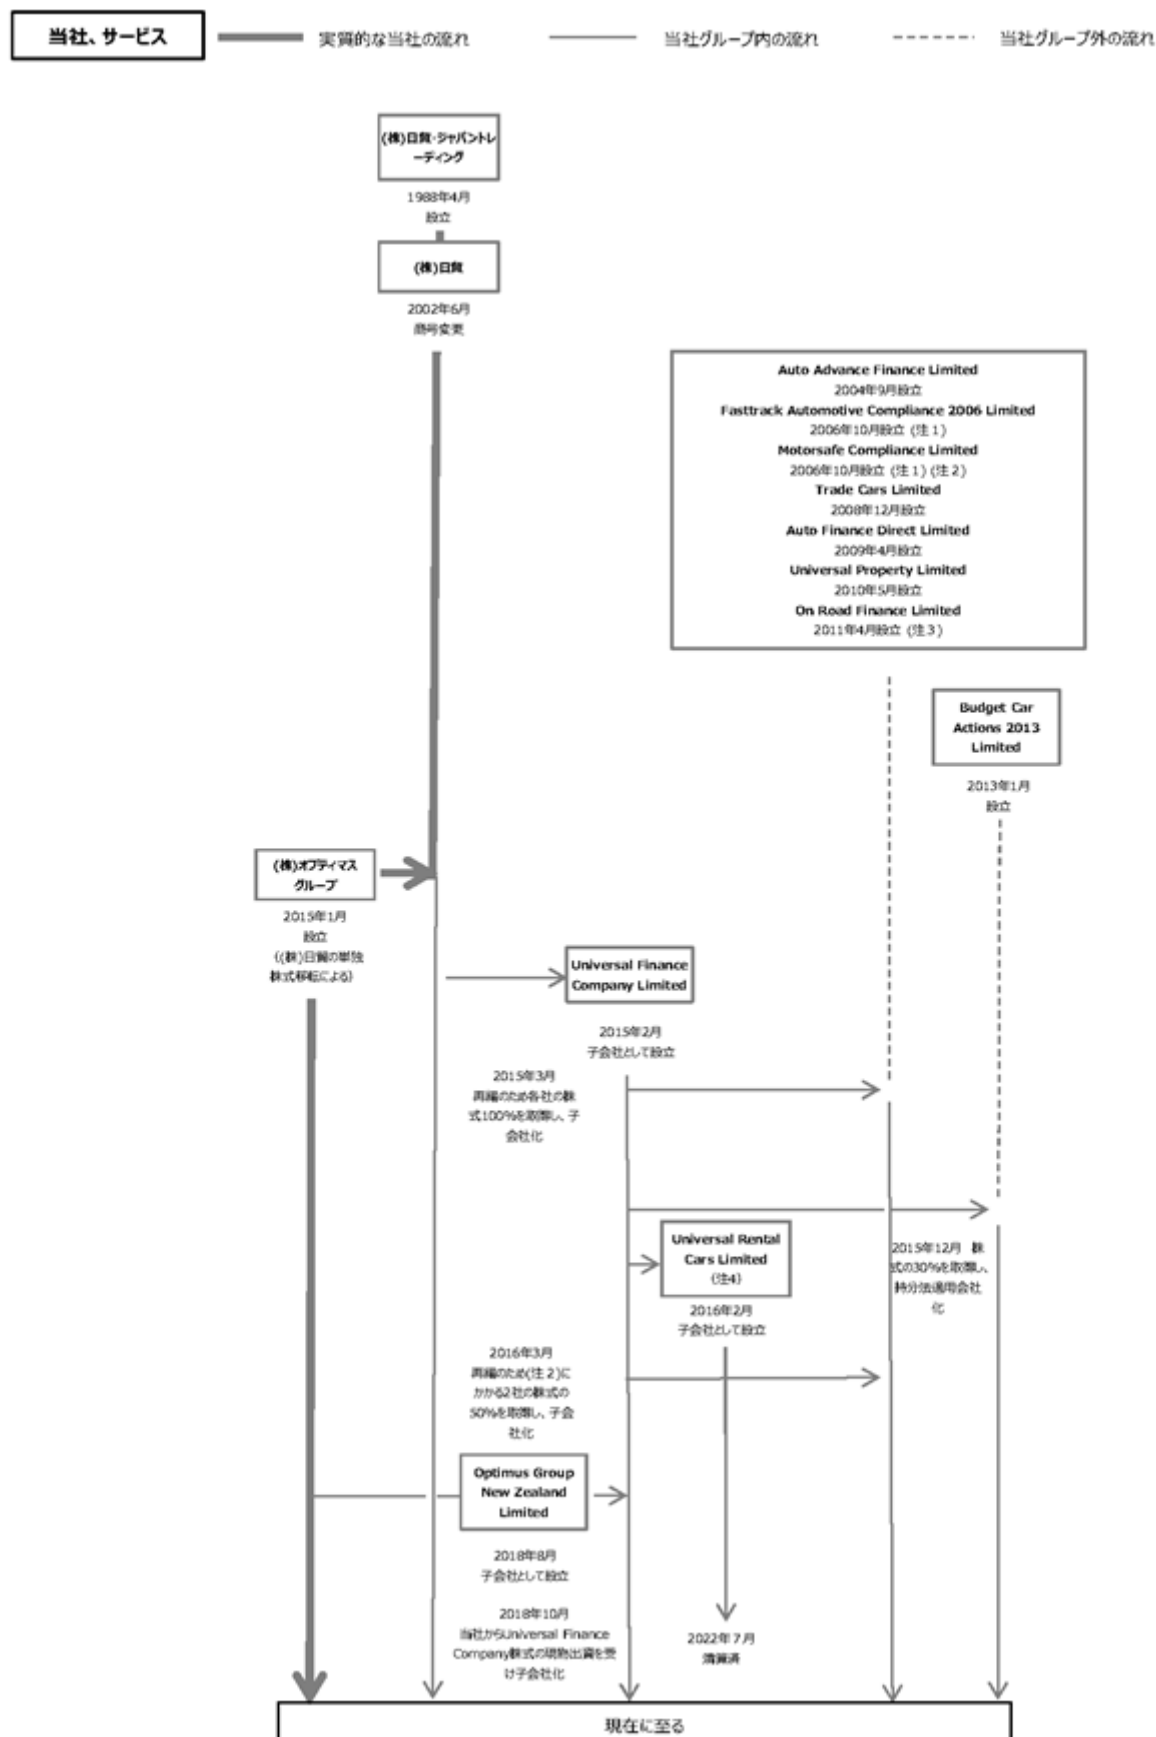 当社、サービス
実質的な当社の流れ
当社グループ内の流れ
当社グループ外の流れ
(株)日貿・ジャパントレ
ーディング
1988年4月
設立
(株)日貿
2002年6月
商号変更
Auto Advance Finance Limited
2004年9月設立
Fasttrack Automotive Compliance 2006 Limited
2006年10月設立 (注1)
Motorsafe Compliance Limited
2006年10月設立 (注1) (注2)
Trade Cars Limited
2008年12月設立
Auto Finance Direct Limited
2009年4月設立
Universal Property Limited
2010年5月設立
On Road Finance Limited
2011年4月設立 (注3)
Budget Car
Actions 2013
Limited
2013年1月
設立
(株)オプティマス
グループ
2015年1月
設立
((株)日貿の単独
株式移転による)
Universal Finance
Company Limited
2015年2月
子会社として設立
2015年3月
再編のため各社の株
式100%を取得し、子
会社化
Universal Rental
Cars Limited
(注4)
2016年2月
子会社として設立
2015年12月 株
式の30%を取得し、
持分法適用会社
化
2016年3月
再編のため(注2)に
かかる2社の株式の
50%を取得し、子会
社化
Optimus Group
New Zealand
Limited
2018年8月
子会社として設立
2018年10月
当社からUniversal Finance
Company株式の現物出資を受
け子会社化
2022年7月
清算済
現在に至る